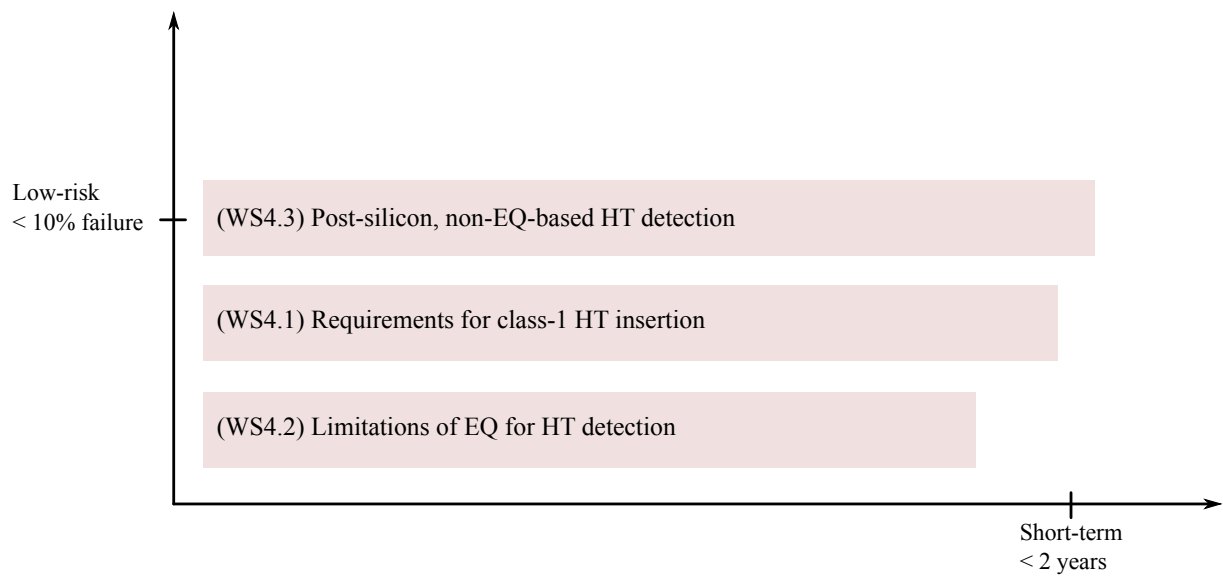 Low-risk
< 10% failure
(WS4.3) Post-silicon, non-EQ-based HT detection
(WS4.1) Requirements for class-1 HT insertion
(WS4.2) Limitations of EQ for HT detection
Short-term
< 2 years